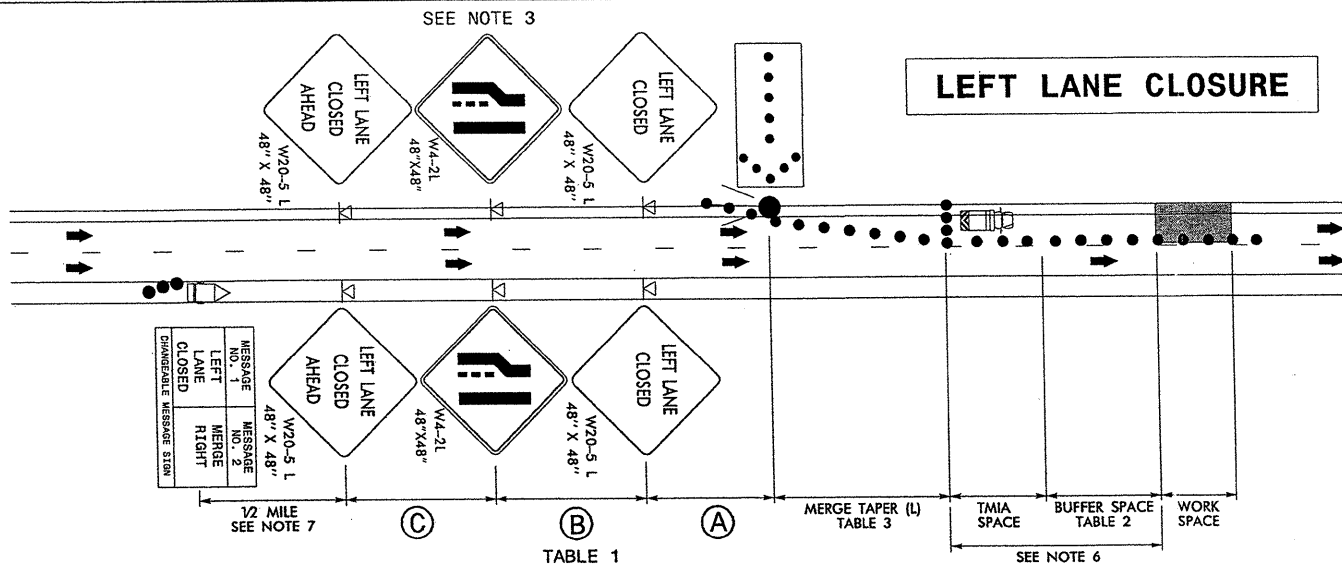 SEE NOTE 3
LEFT LANE CLOSURE
LEFT LANE
CLOSED
AHEAD
W20-5 L
48" X 48"
W4-2L
48"X48"
LEFT LANE
CLOSED
W20-5 L
48" X 48"
MESSAGE
NO. 1
LEFT
LANE
CLOSED
MESSAGE
NO. 2
MERGE
RIGHT
CHANGEABLE MESSAGE SIGN
LEFT LANE
CLOSED
AHEAD
W20-5 L
48" X 48"
W4-2L
48"X48"
LEFT LANE
CLOSED
W20-5 L
48" X 48"
1/2 MILE
SEE NOTE 7
C
B
A
TABLE 1
MERGE TAPER (L)
TABLE 3
TMIA
SPACE
BUFFER SPACE
TABLE 2
WORK
SPACE
SEE NOTE 6